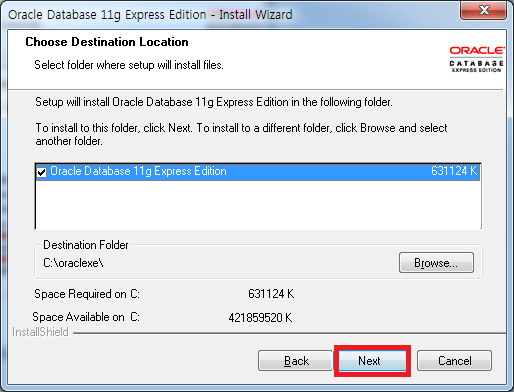 Oracle Database 11g Express Edition - Install Wizard
Choose Destination Location
Select folder where setup will install files.
ORACLE
DATABASE
EXPRESS EDITION
Setup will install Oracle Database 11g Express Edition in the following folder.
To install to this folder, click Next. To install to a different folder, click Browse and select
another folder.
Oracle Database 11g Express Edition 631124 K
Destination Folder
C:\oraclexe\
Browse...
Space Required on C: 631124 K
Space Available on C: 421859520 K
InstallShield
Back Next Cancel